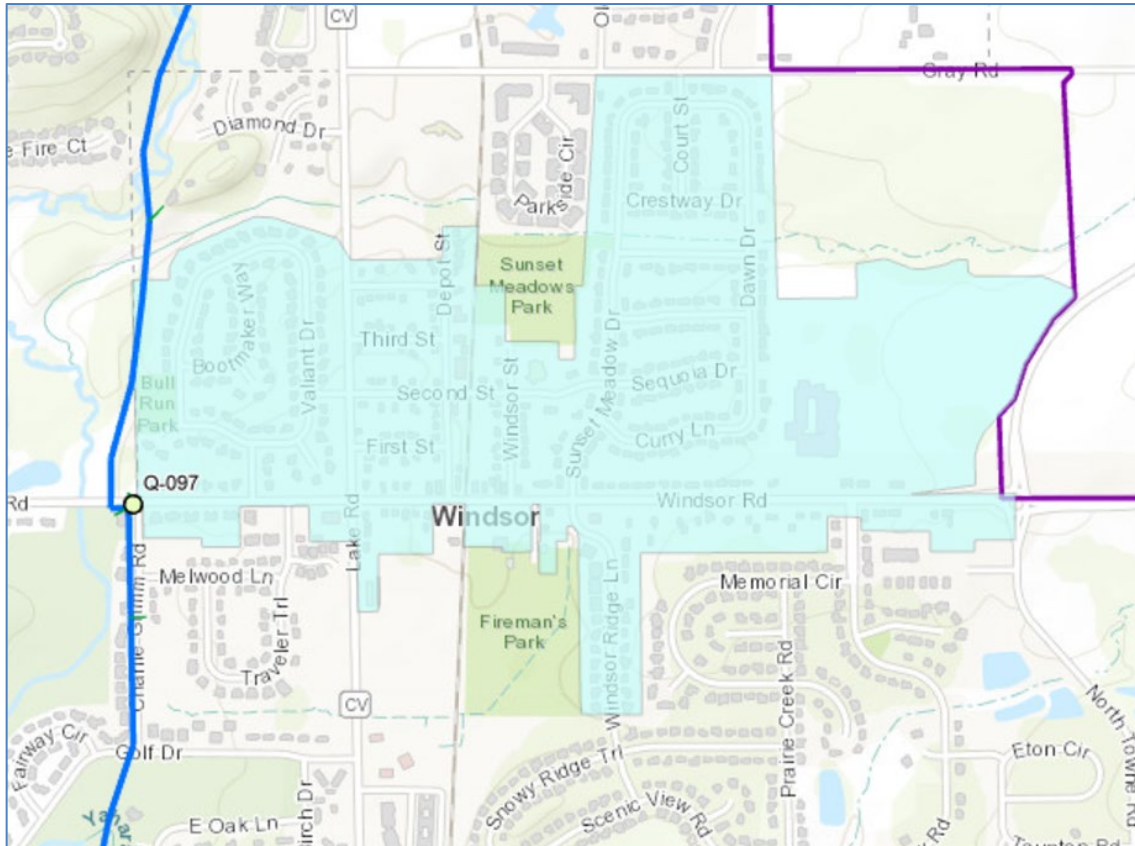 CV
Gray Rd
Diamond Dr
e Fire Ct
Court St
Parkside Cir
Crestway Dr
Depot St
Sunset
Meadows
Park
Dawn Dr
Bootmaker Way
Valiant Dr
Third St
Bull
Run
Park
Second St
Windsor St
Sunset Meadow Dr
Sequoia Dr
First St
Curry Ln
Q-097
Rd
Windsor Rd
Windsor
Lake Rd
Melwood Ln
Memorial Cir
Fireman's
Park
Windsor Ridge Ln
Traveler Trl
Prairie Creek Rd
CV
North Towne Rd
Fairway Cir
Golf Dr
Eton Cir
Snowy Ridge Trl
Birch Dr
E Oak Ln
Scenic View Rd
Rd